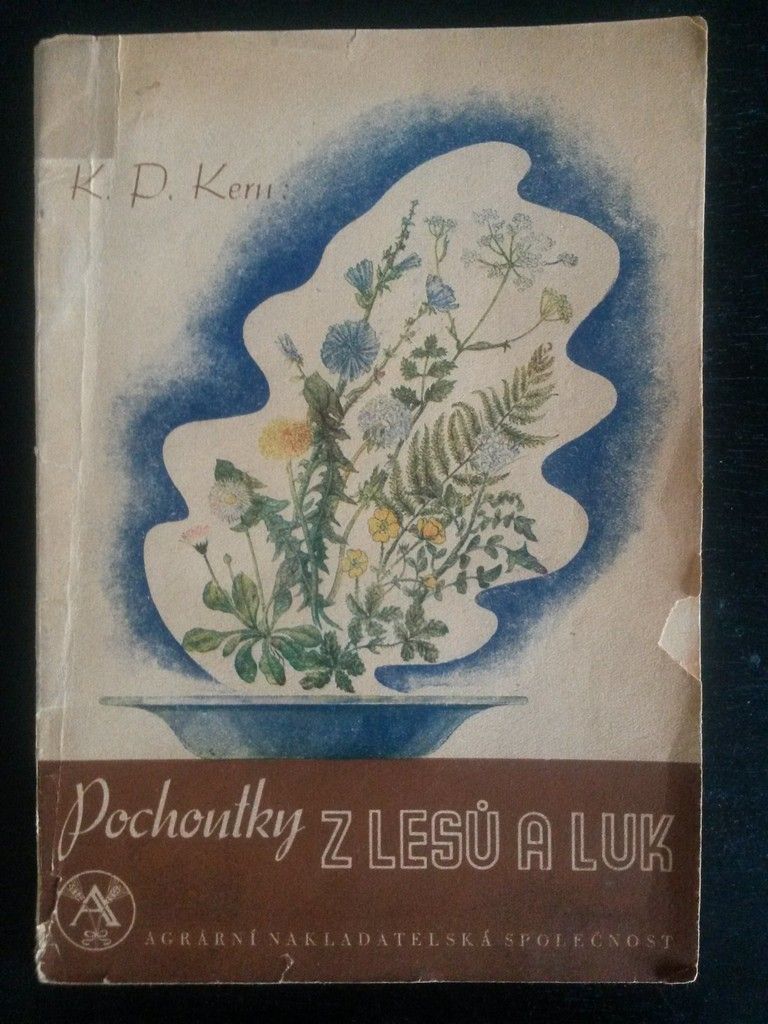 K. D. Kern:
Pochoutky Z LESŮ A LUK
A
AGRÁRNÍ NAKLADATELSKÁ SPOLEČNOST